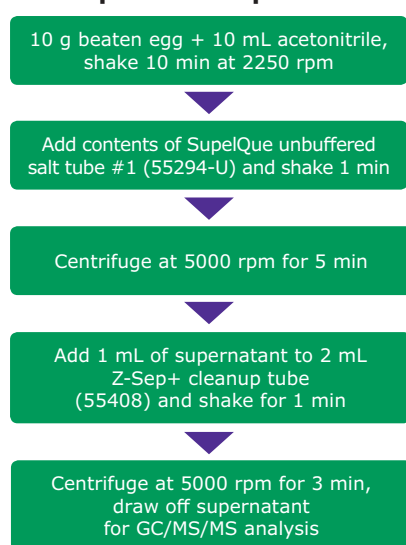 10 g beaten egg + 10 mL acetonitrile,
shake 10 min at 2250 rpm
Add contents of SupelQue unbuffered
salt tube #1 (55294-U) and shake 1 min
Centrifuge at 5000 rpm for 5 min
Add 1 mL of supernatant to 2 mL
Z-Sep+ cleanup tube
(55408) and shake for 1 min
Centrifuge at 5000 rpm for 3 min,
draw off supernatant
for GC/MS/MS analysis